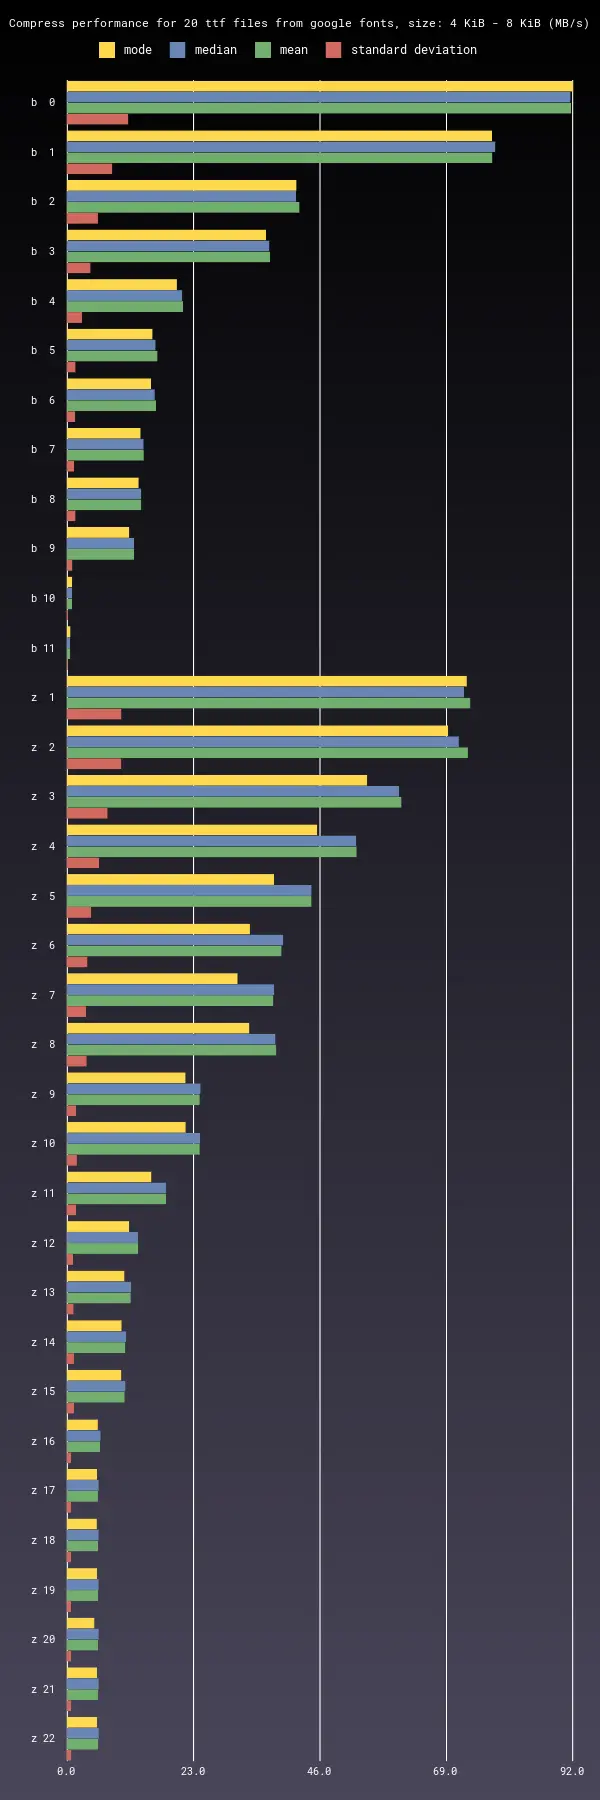 Compress performance for 20 ttf files from google fonts, size: 4 KiB - 8 KiB (MB/s)
mode median mean standard deviation
b 0
b 1
b 2
b 3
b 4
b 5
b 6
b 7
b 8
b 9
b 10
b 11
z 1
z 2
z 3
z 4
z 5
z 6
z 7
z 8
z 9
z 10
z 11
z 12
z 13
z 14
z 15
z 16
z 17
z 18
z 19
z 20
z 21
z 22
0.0 23.0 46.0 69.0 92.0